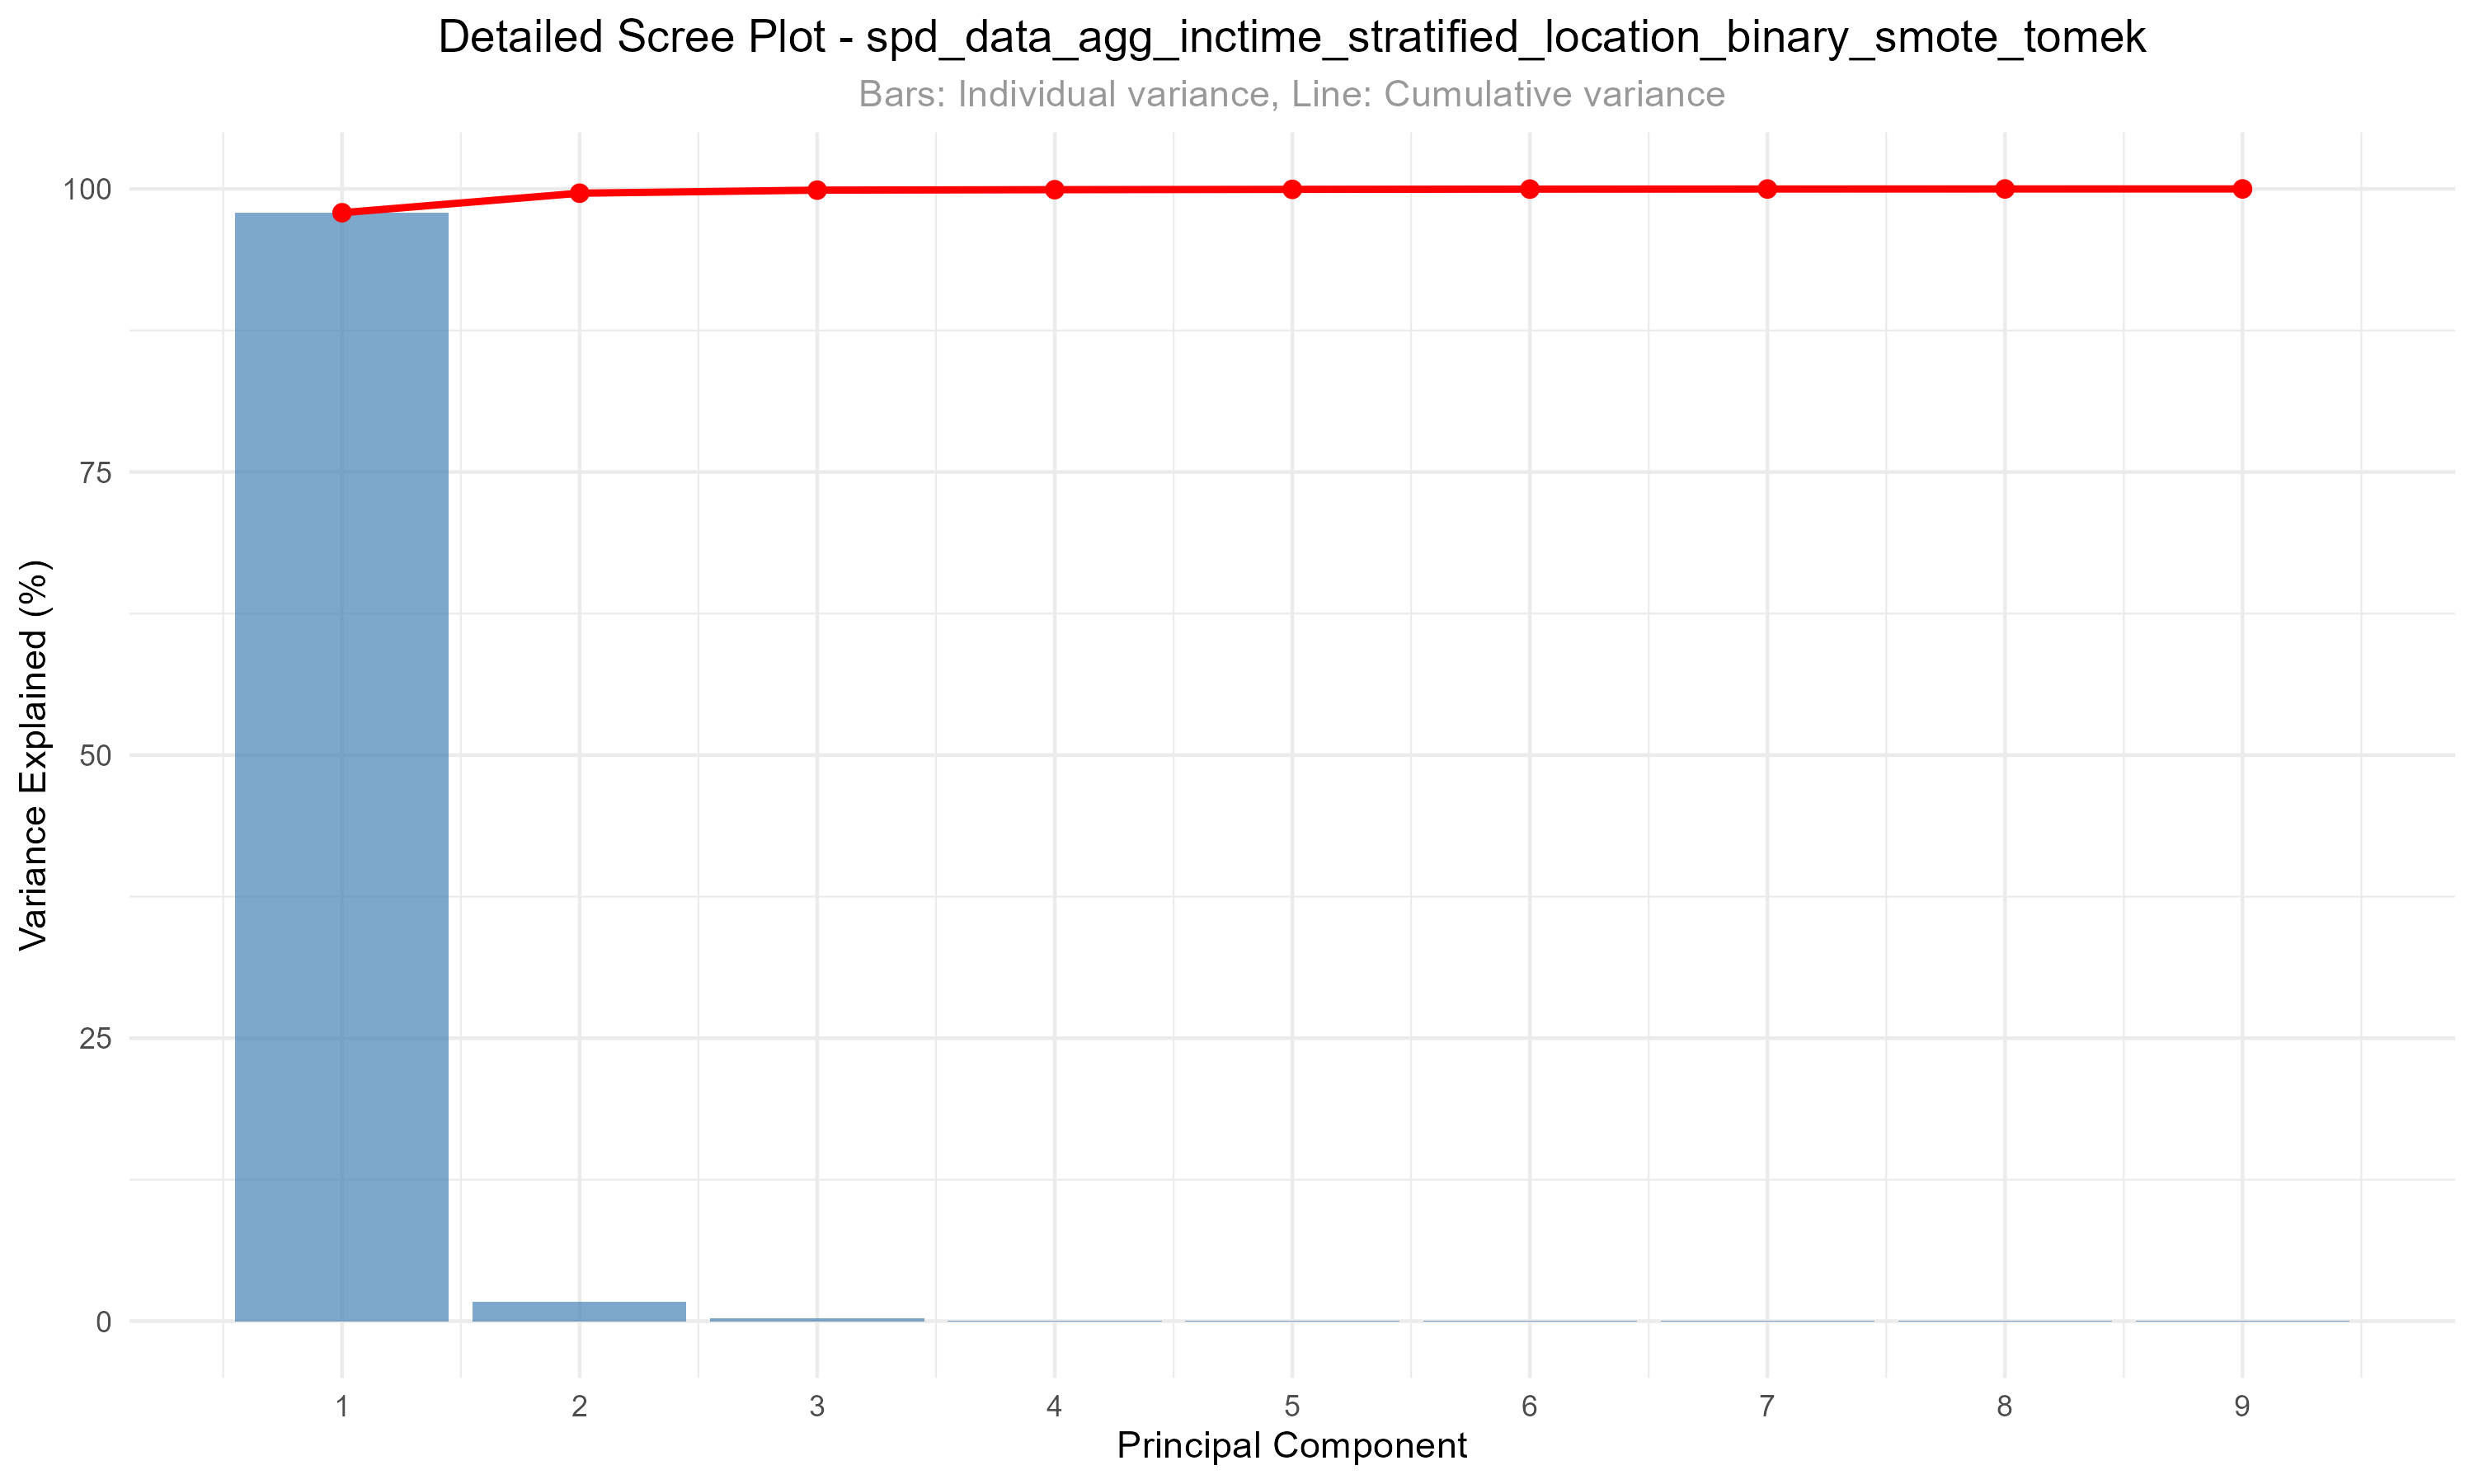 Detailed Scree Plot - spd_data_agg_inctime_stratified_location_binary_smote_tomek
Bars: Individual variance, Line: Cumulative variance
Variance Explained (%)
100
75
50
25
0
1 2 3 4 5 6 7 8 9
Principal Component